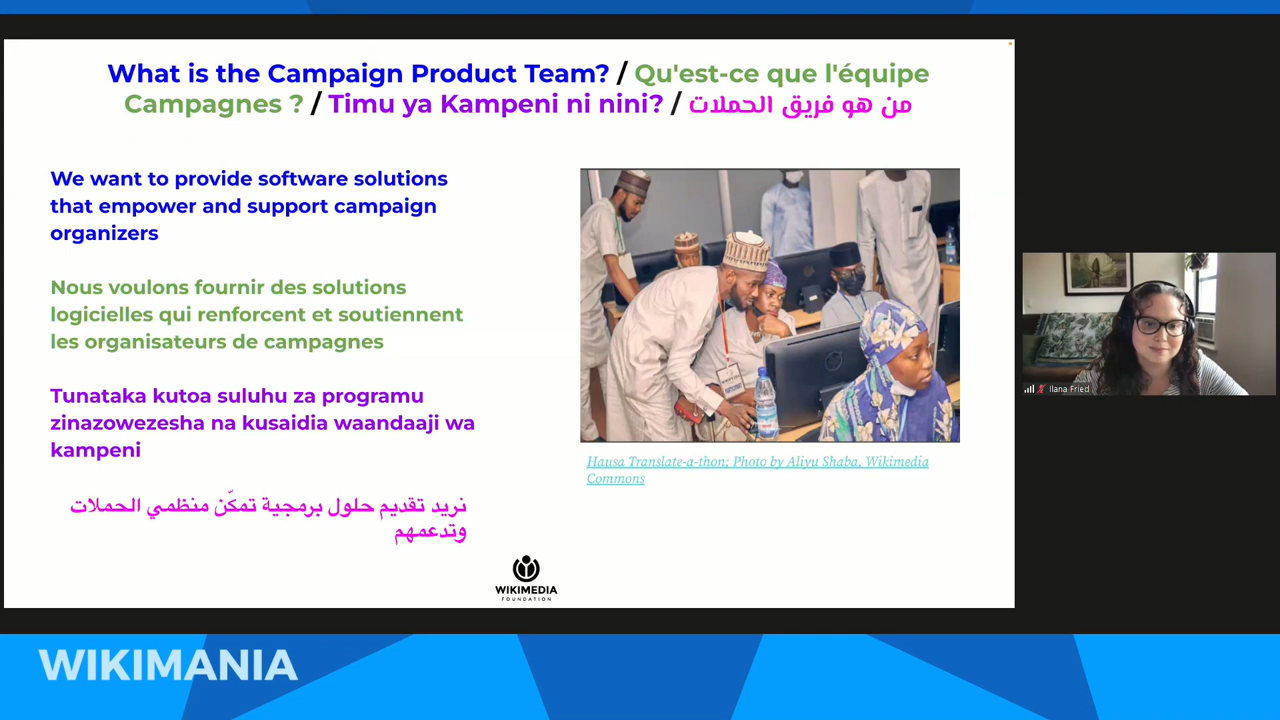 What is the Campaign Product Team? / Qu'est-ce que l'équipe
Campagnes ? / Timu ya Kampeni ni nini? / من هو فريق الحملات
We want to provide software solutions
that empower and support campaign
organizers
Nous voulons fournir des solutions
logicielles qui renforcent et soutiennent
les organisateurs de campagnes
Tunataka kutoa suluhu za programu
zinazowezesha na kusaidia waandaaji wa
kampeni
نريد تقديم حلول برمجية تمكّن منظمي الحملات
وتدعمهم
Hausa Translate-a-thon; Photo by Aliyu Shaba, Wikimedia
Commons
WIKIMEDIA
FOUNDATION
Ilana Fried
WIKIMANIA